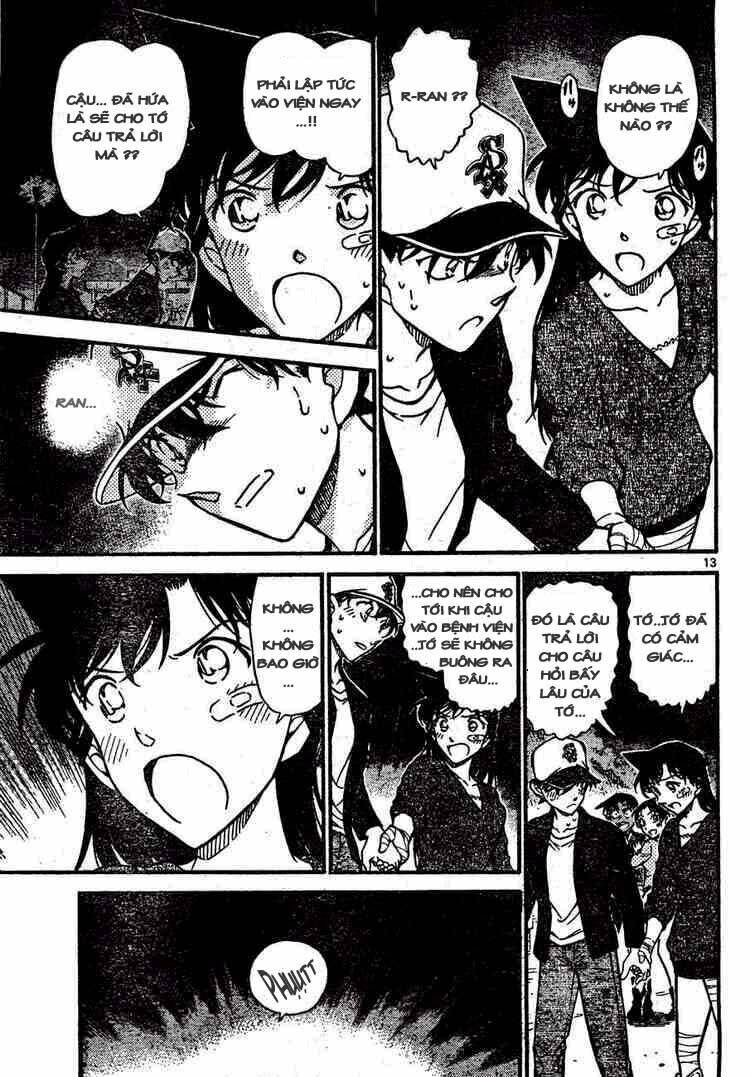 KHÔNG LÀ
KHÔNG THẾ
NÀO ??
R-RAN ??
PHẢI LẬP TỨC
VÀO VIỆN NGAY
...!!
CẬU... ĐÃ HỨA
LÀ SẼ CHO TỚ
CÂU TRẢ LỜI
MÀ ??
RAN...
13
TỚ..TỚ ĐÃ
CÓ CẢM
GIÁC...
ĐÓ LÀ CÂU
TRẢ LỜI
CHO CÂU
HỎI BẤY
LÂU CỦA
TỚ...
...CHO NÊN CHO
TỚI KHI CẬU
VÀO BỆNH VIỆN
..TỚ SẼ KHÔNG
BUÔNG RA
ĐÂU...
KHÔNG
...
KHÔNG
BAO GIỜ
...
PHỤỤTT